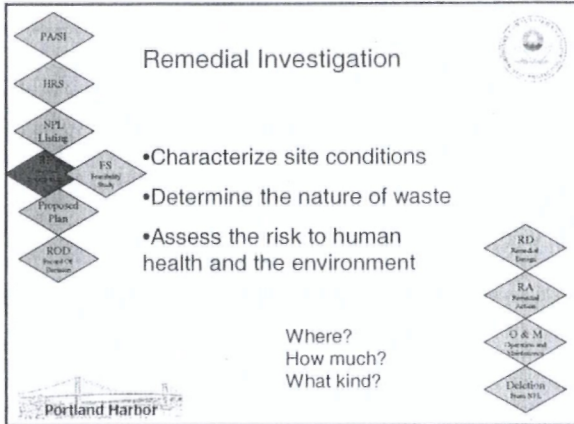 PA/SI
HRS
NPL
Listing
FS
Feasibility
Study
Proposed
Plan
ROD
Record Of
Decision
Remedial Investigation
•Characterize site conditions
•Determine the nature of waste
•Assess the risk to human
health and the environment
Where?
How much?
What kind?
RD
Remedial
Design
RA
Remedial
Action
O & M
Operation and
Maintenance
Deletion
from NPL
Portland Harbor